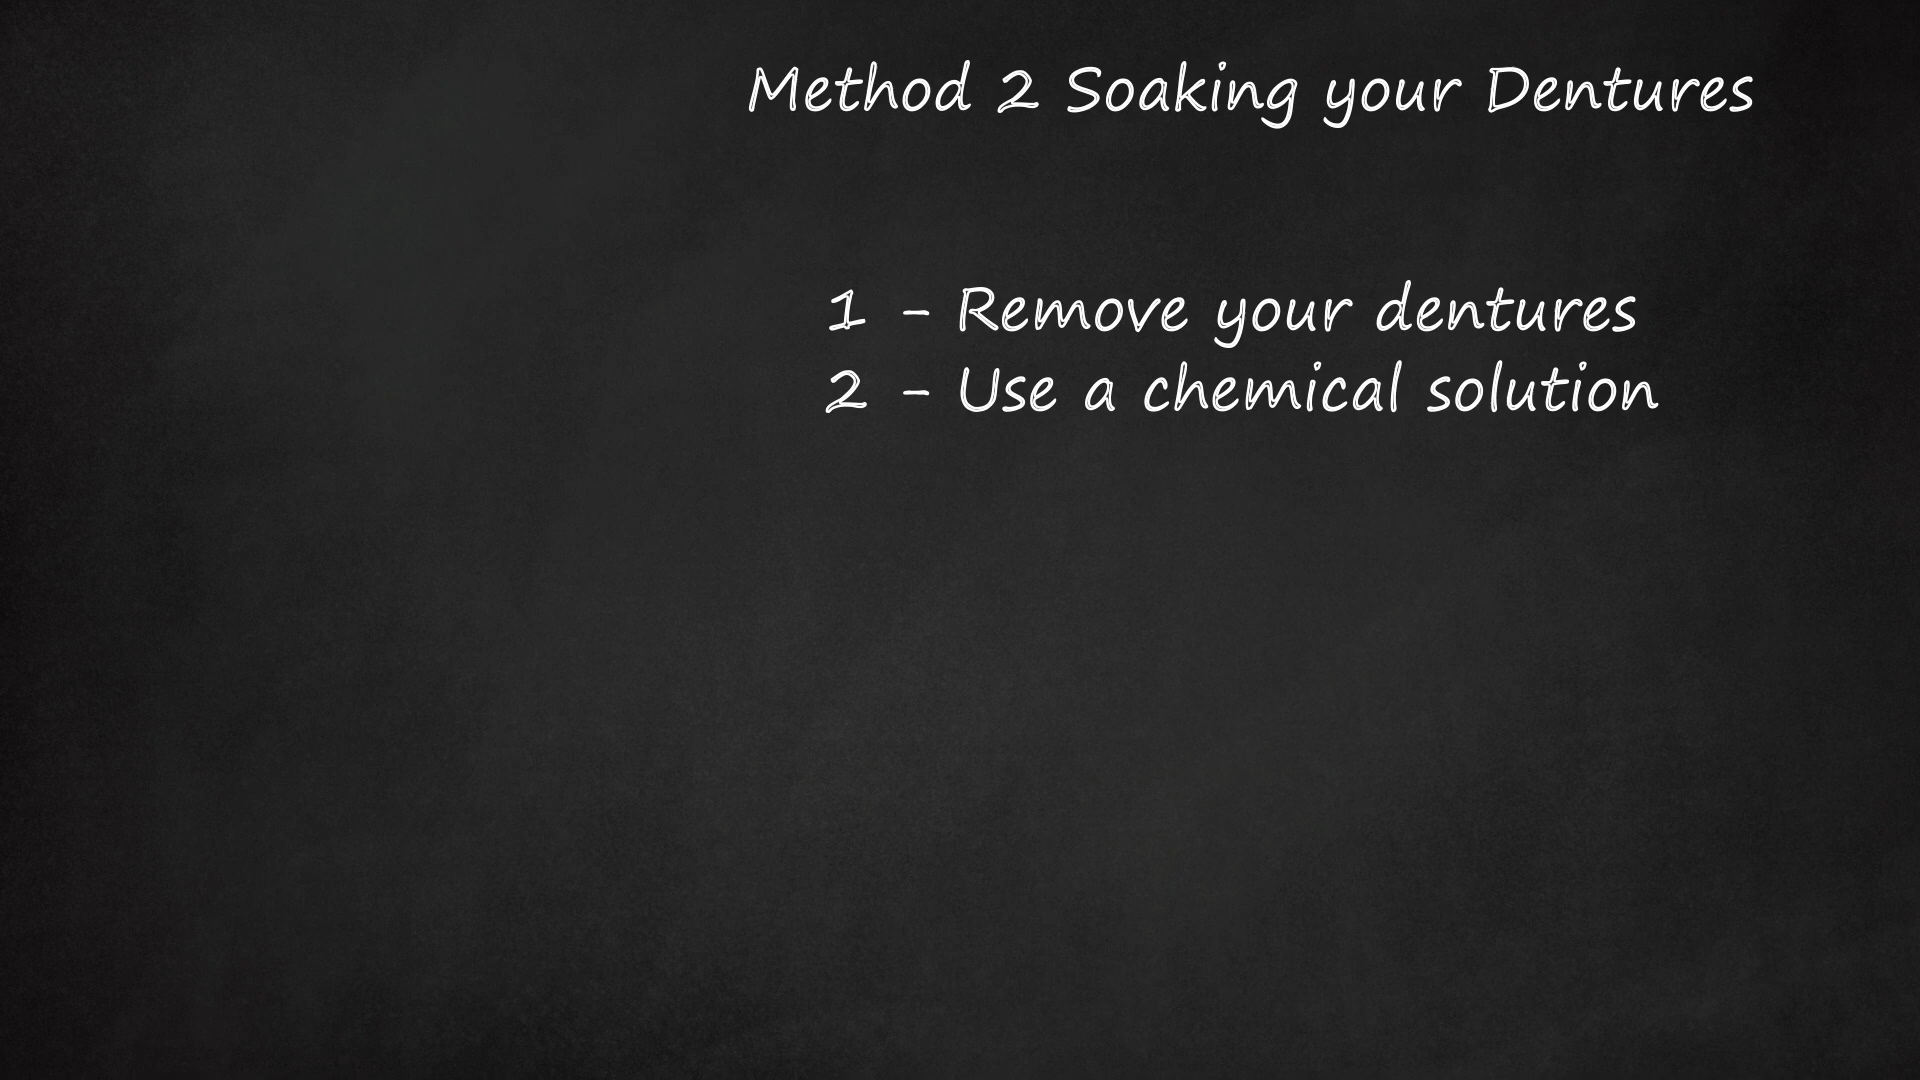 Method 2 Soaking your Dentures
1 - Remove your dentures
2 - Use a chemical solution